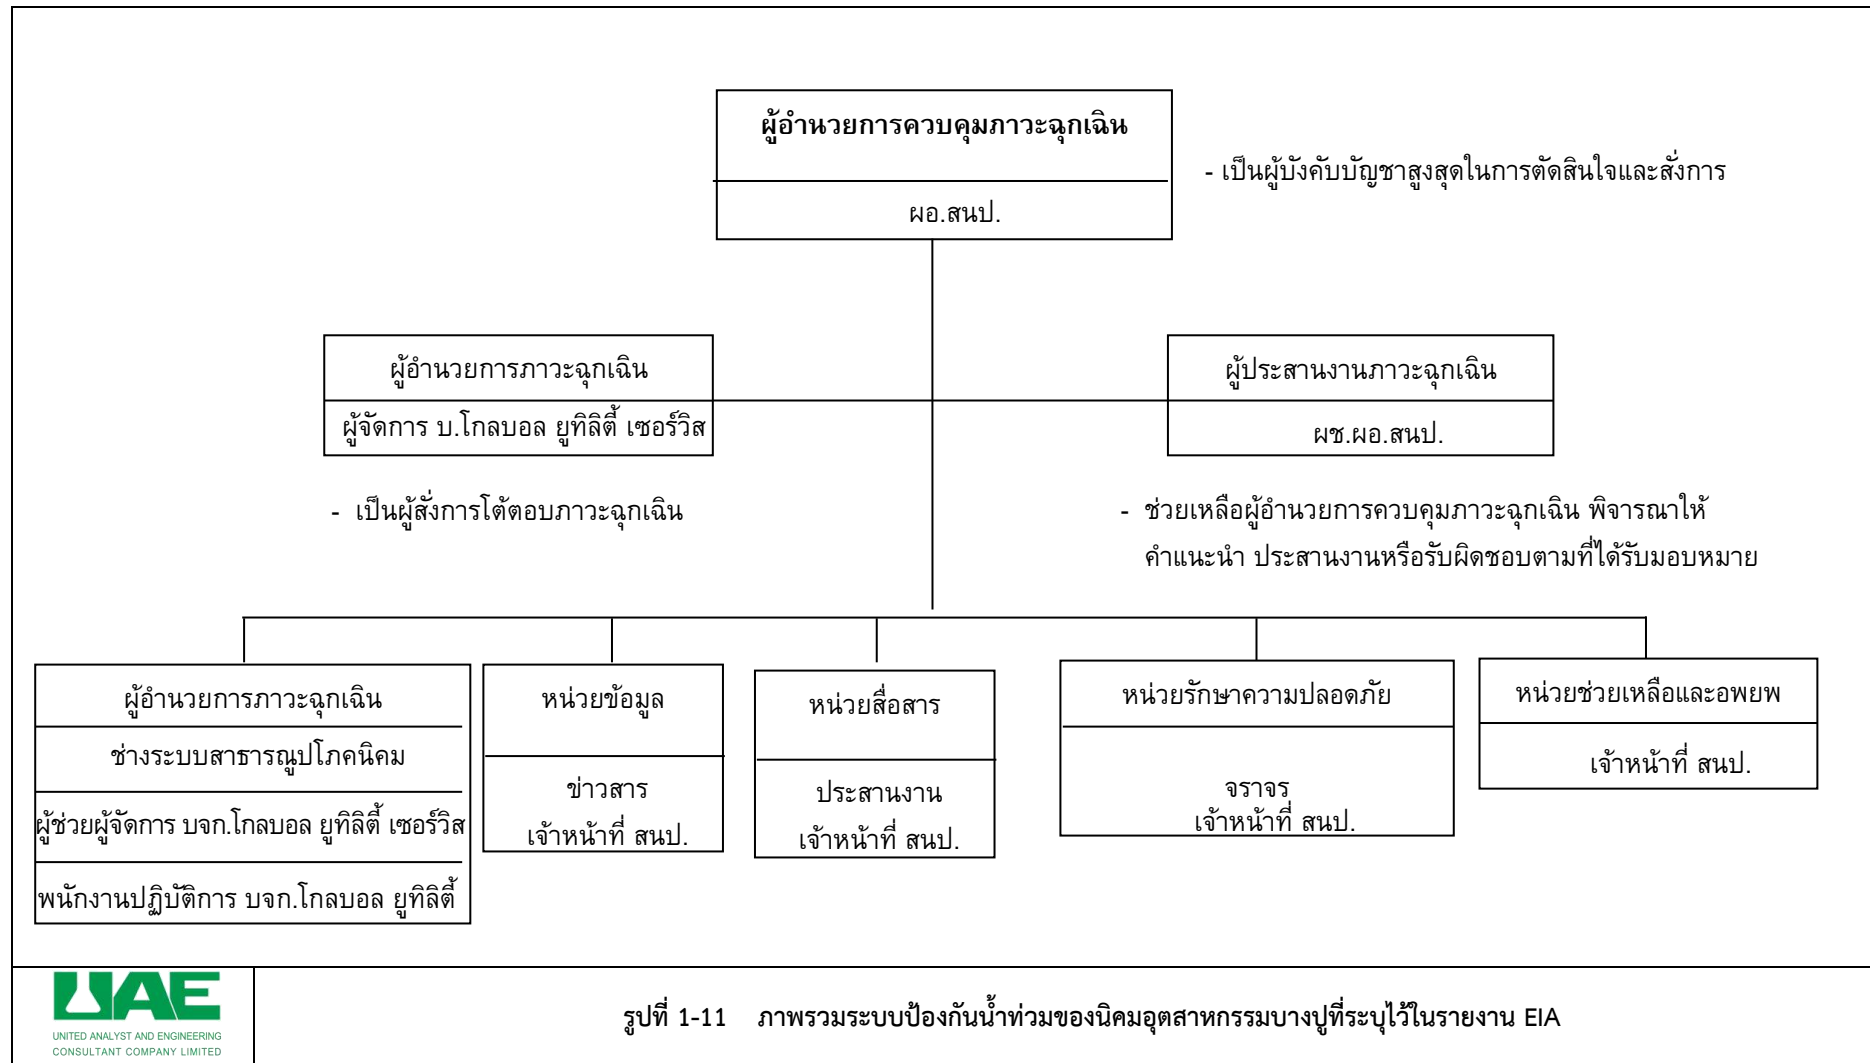 ผู้อำนวยการควบคุมภาวะฉุกเฉิน
ผอ.สนป.
- เป็นผู้บังคับบัญชาสูงสุดในการตัดสินใจและสั่งการ
ผู้อำนวยการภาวะฉุกเฉิน
ผู้จัดการ บ.โกลบอล ยูทิลิตี้ เซอร์วิส
- เป็นผู้สั่งการโต้ตอบภาวะฉุกเฉิน
ผู้ประสานงานภาวะฉุกเฉิน
ผช.ผอ.สนป.
- ช่วยเหลือผู้อำนวยการควบคุมภาวะฉุกเฉิน พิจารณาให้
คำแนะนำ ประสานงานหรือรับผิดชอบตามที่ได้รับมอบหมาย
ผู้อำนวยการภาวะฉุกเฉิน
ช่างระบบสาธารณูปโภคนิคม
ผู้ช่วยผู้จัดการ บจก.โกลบอล ยูทิลิตี้ เซอร์วิส
พนักงานปฏิบัติการ บจก.โกลบอล ยูทิลิตี้
หน่วยข้อมูล
ข่าวสาร
เจ้าหน้าที่ สนป.
หน่วยสื่อสาร
ประสานงาน
เจ้าหน้าที่ สนป.
หน่วยรักษาความปลอดภัย
จราจร
เจ้าหน้าที่ สนป.
หน่วยช่วยเหลือและอพยพ
เจ้าหน้าที่ สนป.
UAE
UNITED ANALYST AND ENGINEERING
CONSULTANT COMPANY LIMITED
รูปที่ 1-11 ภาพรวมระบบป้องกันน้ำท่วมของนิคมอุตสาหกรรมบางปูที่ระบุไว้ในรายงาน EIA